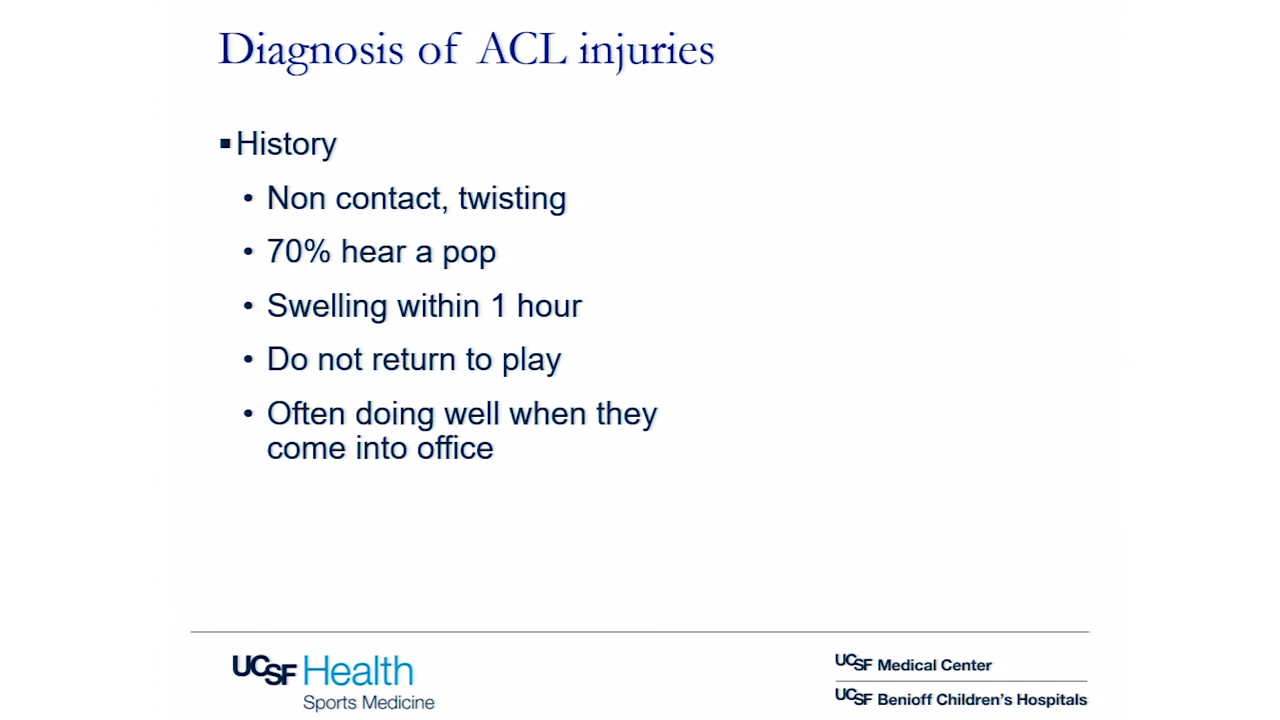 Diagnosis of ACL injuries
▪History
• Non contact, twisting
• 70% hear a pop
• Swelling within 1 hour
• Do not return to play
• Often doing well when they
come into office
UCSF Health
Sports Medicine
UCSF Medical Center
UCSF Benioff Children's Hospitals